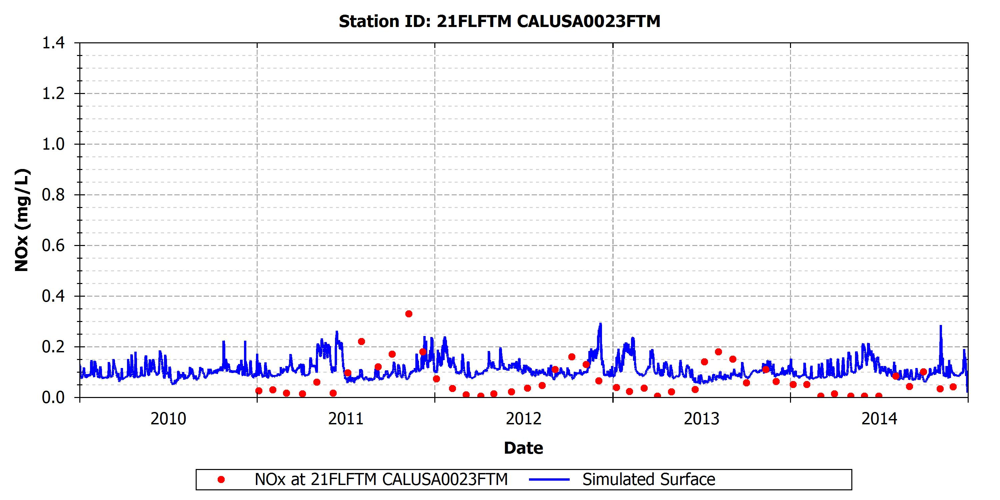 Station ID: 21FLFTM CALUSA0023FTM
1.4
1.2
1.0
0.8
0.6
0.4
0.2
0.0
NOx (mg/L)
2010 2011 2012 2013 2014
Date
NOx at 21FLFTM CALUSA0023FTM Simulated Surface